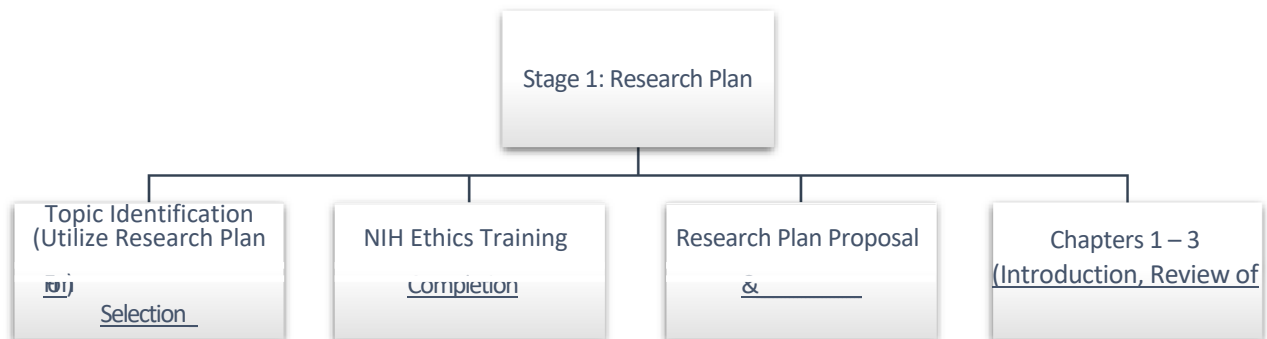 Stage 1: Research Plan
Topic Identification
(Utilize Research Plan
Selection
NIH Ethics Training
Completion
Research Plan Proposal
&
Chapters 1 – 3
(Introduction, Review of